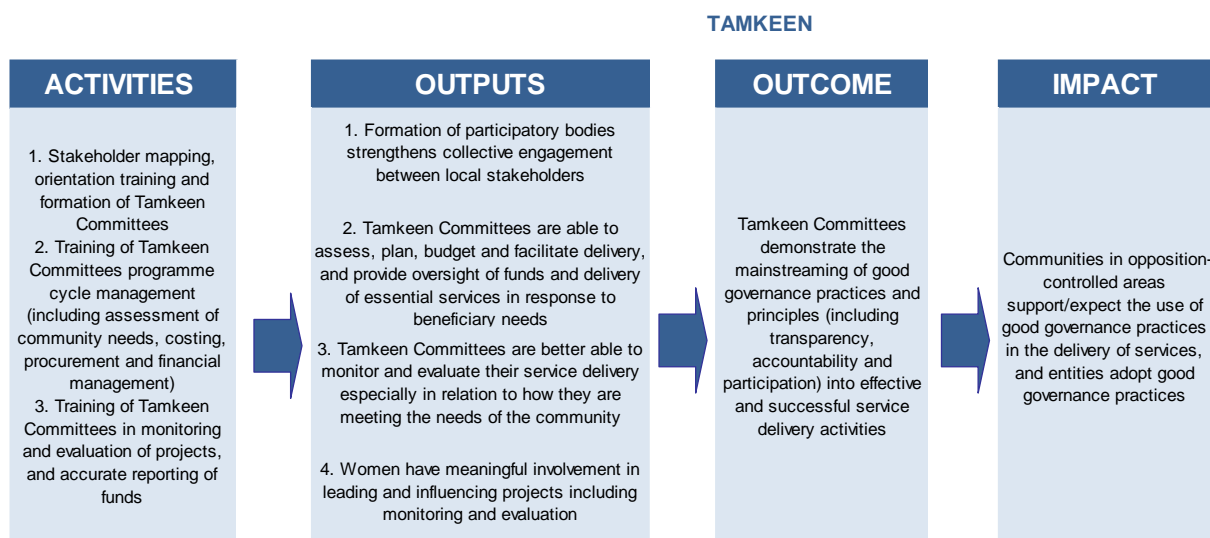 TAMKEEN
ACTIVITIES
1. Stakeholder mapping,
orientation training and
formation of Tamkeen
Committees
2. Training of Tamkeen
Committees programme
cycle management
(including assessment of
community needs, costing,
procurement and financial
management)
3. Training of Tamkeen
Committees in monitoring
and evaluation of projects,
and accurate reporting of
funds
OUTPUTS
1. Formation of participatory bodies
strengthens collective engagement
between local stakeholders
2. Tamkeen Committees are able to
assess, plan, budget and facilitate delivery,
and provide oversight of funds and delivery
of essential services in response to
beneficiary needs
3. Tamkeen Committees are better able to
monitor and evaluate their service delivery
especially in relation to how they are
meeting the needs of the community
4. Women have meaningful involvement in
leading and influencing projects including
monitoring and evaluation
OUTCOME
Tamkeen Committees
demonstrate the
mainstreaming of good
governance practices and
principles (including
transparency,
accountability and
participation) into effective
and successful service
delivery activities
IMPACT
Communities in opposition-
controlled areas
support/expect the use of
good governance practices
in the delivery of services,
and entities adopt good
governance practices